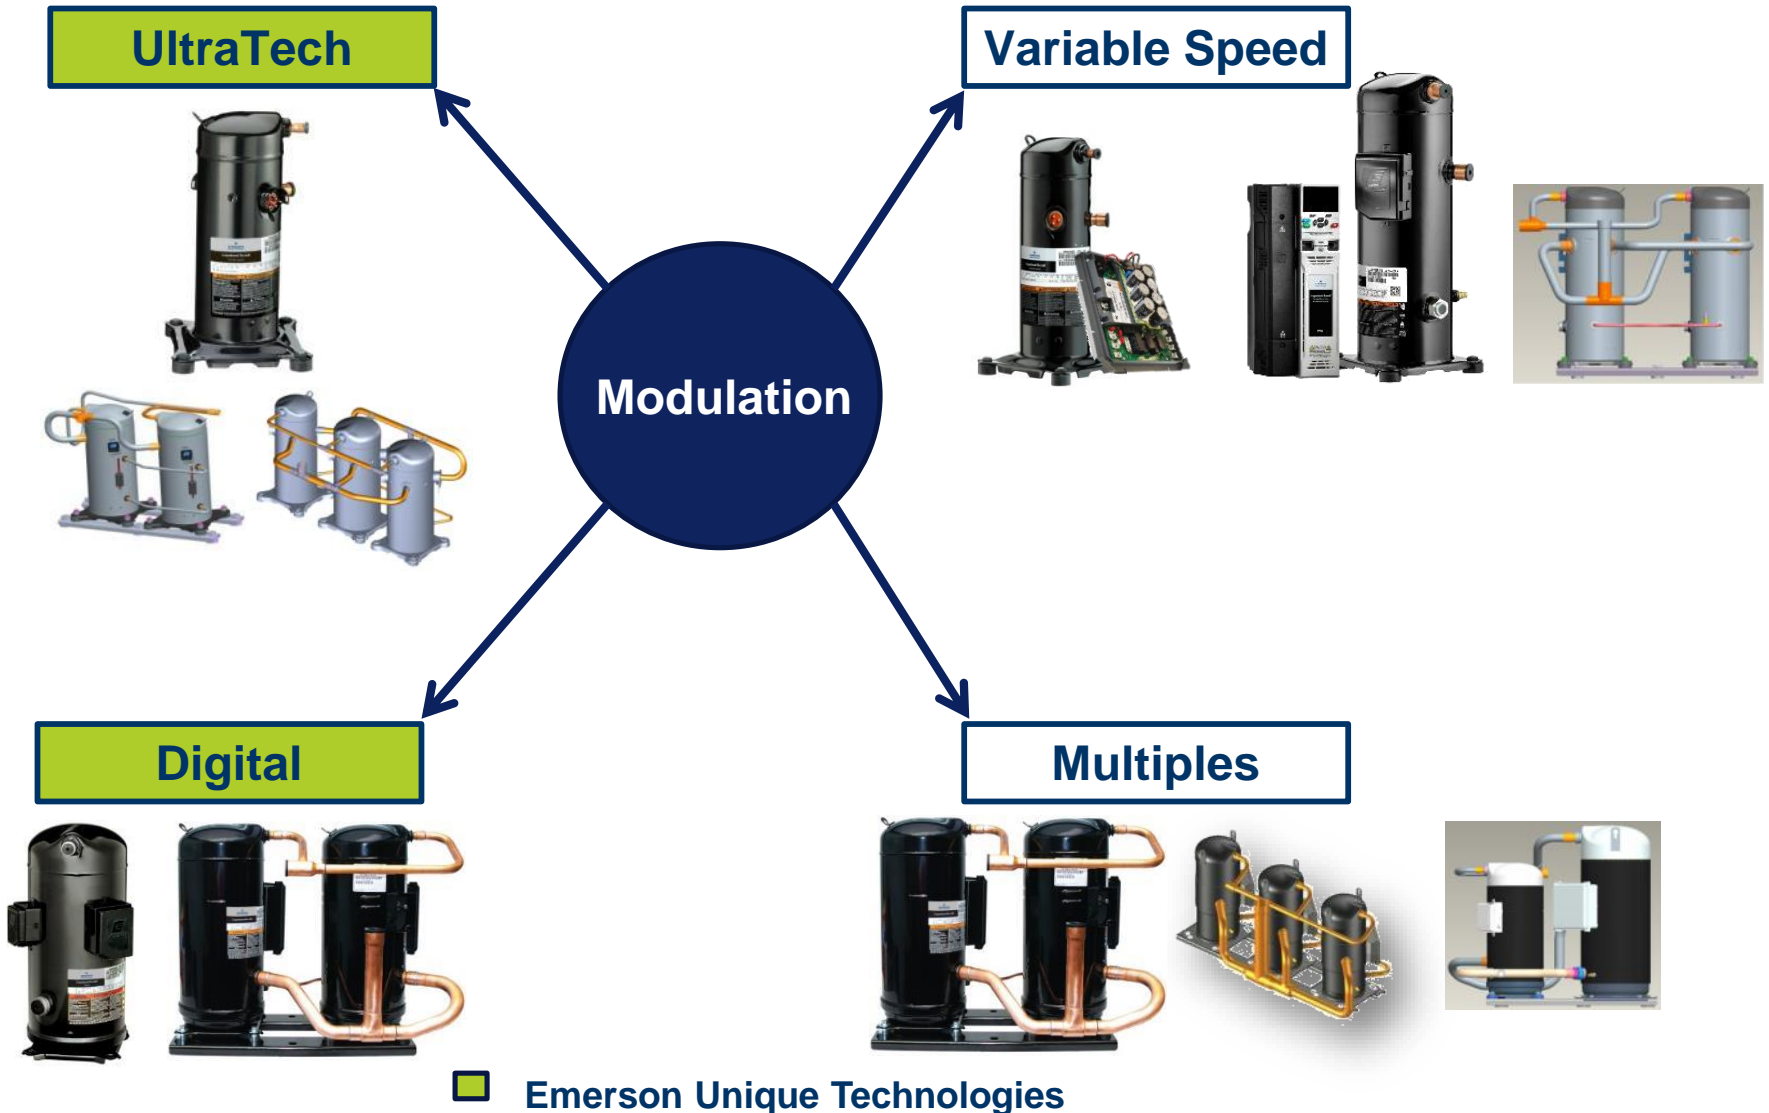 UltraTech
Variable Speed
Modulation
Digital
Multiples
Emerson Unique Technologies